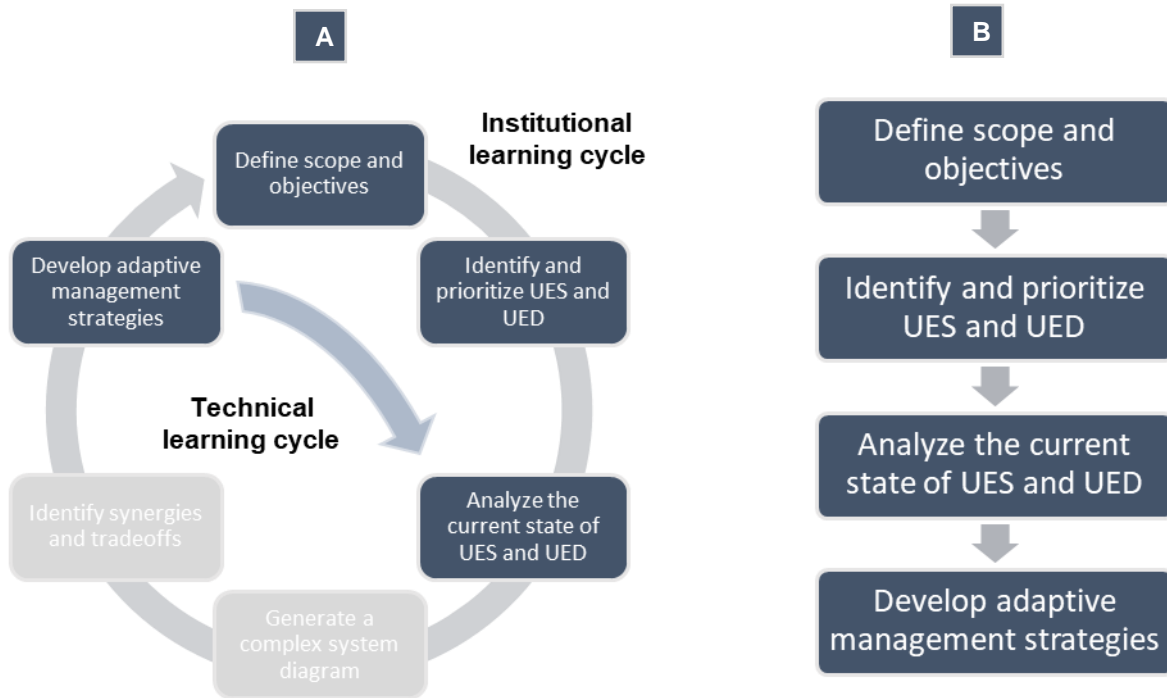 A
Institutional
learning cycle
Define scope and
objectives
Identify and
prioritize UES and
UED
Analyze the
current state of
UES and UED
Generate a
complex system
diagram
Identify synergies
and tradeoffs
Develop adaptive
management
strategies
Technical
learning cycle
B
Define scope and
objectives
Identify and prioritize
UES and UED
Analyze the current
state of UES and UED
Develop adaptive
management strategies